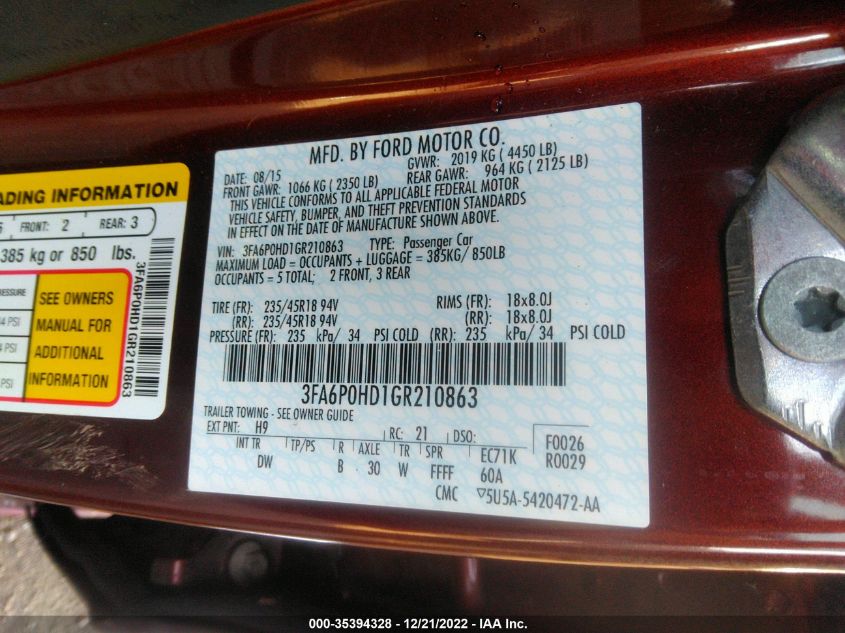 ADING INFORMATION
FRONT: 2 REAR: 3
385 kg or 850 lbs.
RESSURE
4 PSI
4 PSI
PSI
SEE OWNERS
MANUAL FOR
ADDITIONAL
INFORMATION
3FA6P0HD1GR210863
MFD. BY FORD MOTOR CO.
DATE: 08/15 GVWR: 2019 KG ( 4450 LB)
FRONT GAWR: 1066 KG ( 2350 LB) REAR GAWR: 964 KG ( 2125 LB)
THIS VEHICLE CONFORMS TO ALL APPLICABLE FEDERAL MOTOR
VEHICLE SAFETY, BUMPER, AND THEFT PREVENTION STANDARDS
IN EFFECT ON THE DATE OF MANUFACTURE SHOWN ABOVE.
VIN: 3FA6P0HD1GR210863 TYPE: Passenger Car
MAXIMUM LOAD = OCCUPANTS + LUGGAGE = 385KG/ 850LB
OCCUPANTS = 5 TOTAL; 2 FRONT, 3 REAR
TIRE (FR): 235/45R18 94V RIMS (FR): 18x8.0J
(RR): 235/45R18 94V (RR): 18x8.0J
PRESSURE (FR): 235 kPa/ 34 PSI COLD (RR): 235 kPa/ 34 PSI COLD
3FA6P0HD1GR210863
TRAILER TOWING - SEE OWNER GUIDE
EXT PNT: H9 RC: 21 DSO: F0026
R0029
INT TR TP/PS R AXLE TR SPR EC71K
DW B 30 W FFFF 60A
CMC ▽5U5A-5420472-AA
000-35394328 - 12/21/2022 - IAA Inc.